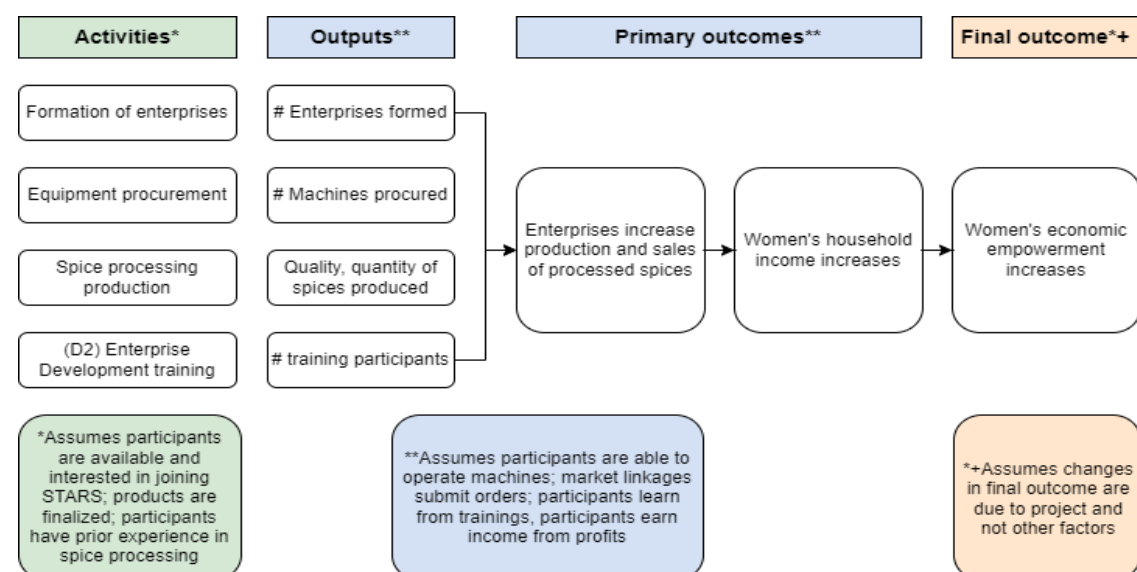 Activities*
Outputs**
Primary outcomes**
Final outcome*+
Formation of enterprises
# Enterprises formed
Equipment procurement
# Machines procured
Spice processing
production
Quality, quantity of
spices produced
(D2) Enterprise
Development training
# training participants
Enterprises increase
production and sales
of processed spices
Women's household
income increases
Women's economic
empowerment
increases
*Assumes participants
are available and
interested in joining
STARS; products are
finalized; participants
have prior experience in
spice processing
**Assumes participants are able to
operate machines; market linkages
submit orders; participants learn
from trainings, participants earn
income from profits
*+Assumes changes
in final outcome are
due to project and
not other factors